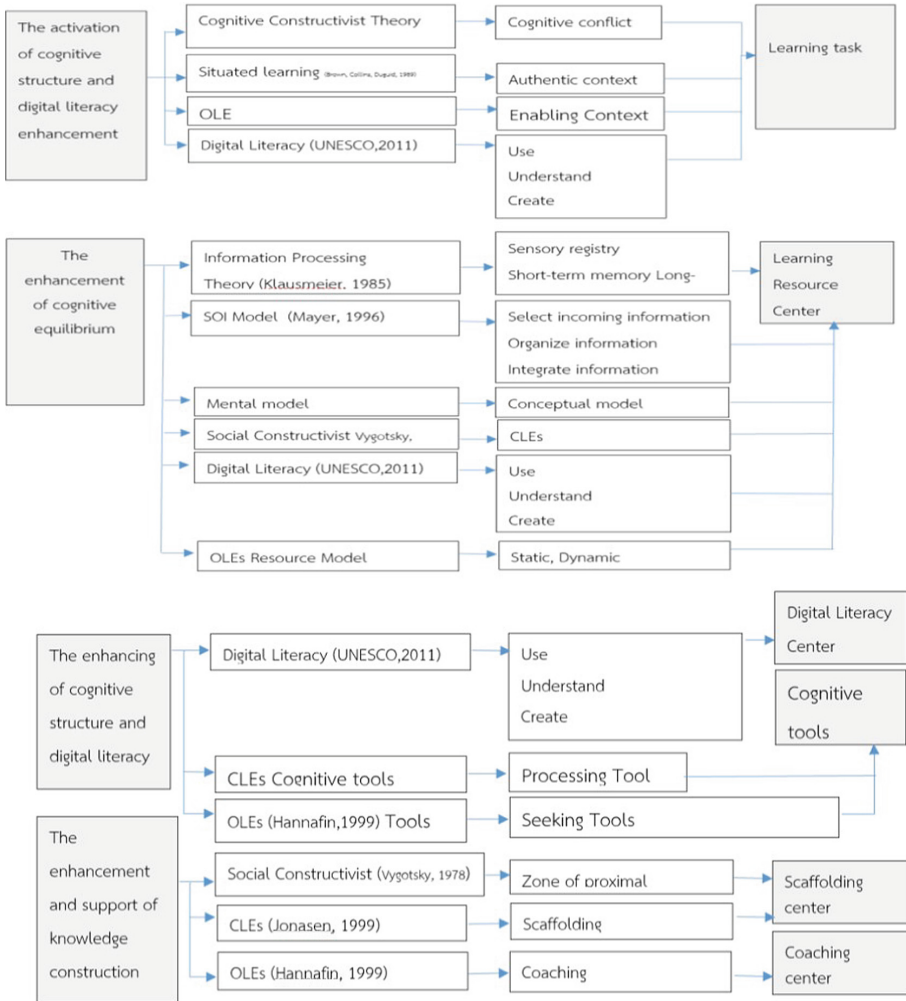 The activation
of cognitive
structure and
digital literacy
enhancement
Cognitive Constructivist Theory
Cognitive conflict
Situated learning (Brown, Collins, Duguid, 1989)
Authentic context
OLE
Enabling Context
Digital Literacy (UNESCO,2011)
Use
Understand
Create
Learning task
The
enhancement
of cognitive
equilibrium
Information Processing
Theory (Klausmeier, 1985)
Sensory registry
Short-term memory Long-
SOI Model (Mayer, 1996)
Select incoming information
Organize information
Integrate information
Mental model
Conceptual model
Social Constructivist Vygotsky,
CLEs
Digital Literacy (UNESCO,2011)
Use
Understand
Create
OLEs Resource Model
Static, Dynamic
Learning
Resource
Center
The enhancing
of cognitive
structure and
digital literacy
Digital Literacy (UNESCO,2011)
Use
Understand
Create
Digital Literacy
Center
CLEs Cognitive tools
Processing Tool
OLEs (Hannafin,1999) Tools
Seeking Tools
Cognitive
tools
The
enhancement
and support of
knowledge
construction
Social Constructivist (Vygotsky, 1978)
Zone of proximal
CLEs (Jonasen, 1999)
Scaffolding
Scaffolding
center
OLEs (Hannafin, 1999)
Coaching
Coaching
center